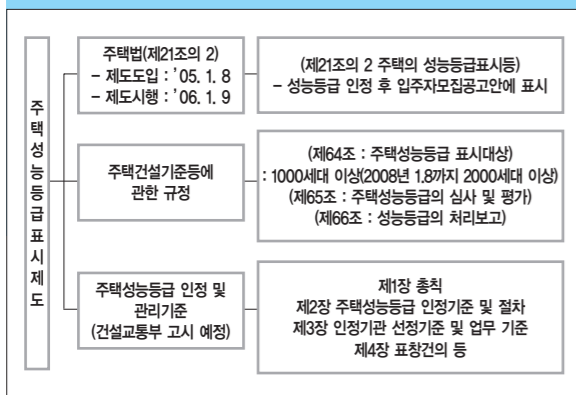 주택성능등급표시제도
주택법(제21조의 2)
- 제도도입 : ’05. 1. 8
- 제도시행 : ’06. 1. 9
(제21조의 2 주택의 성능등급표시등)
- 성능등급 인정 후 입주자모집공고안에 표시
주택건설기준등에
관한 규정
(제64조 : 주택성능등급 표시대상)
: 1000세대 이상(2008년 1.8까지 2000세대 이상)
(제65조 : 주택성능등급의 심사 및 평가)
(제66조 : 성능등급의 처리보고)
주택성능등급 인정 및
관리기준
(건설교통부 고시 예정)
제1장 총칙
제2장 주택성능등급 인정기준 및 절차
제3장 인정기관 선정기준 및 업무 기준
제4장 표창건의 등